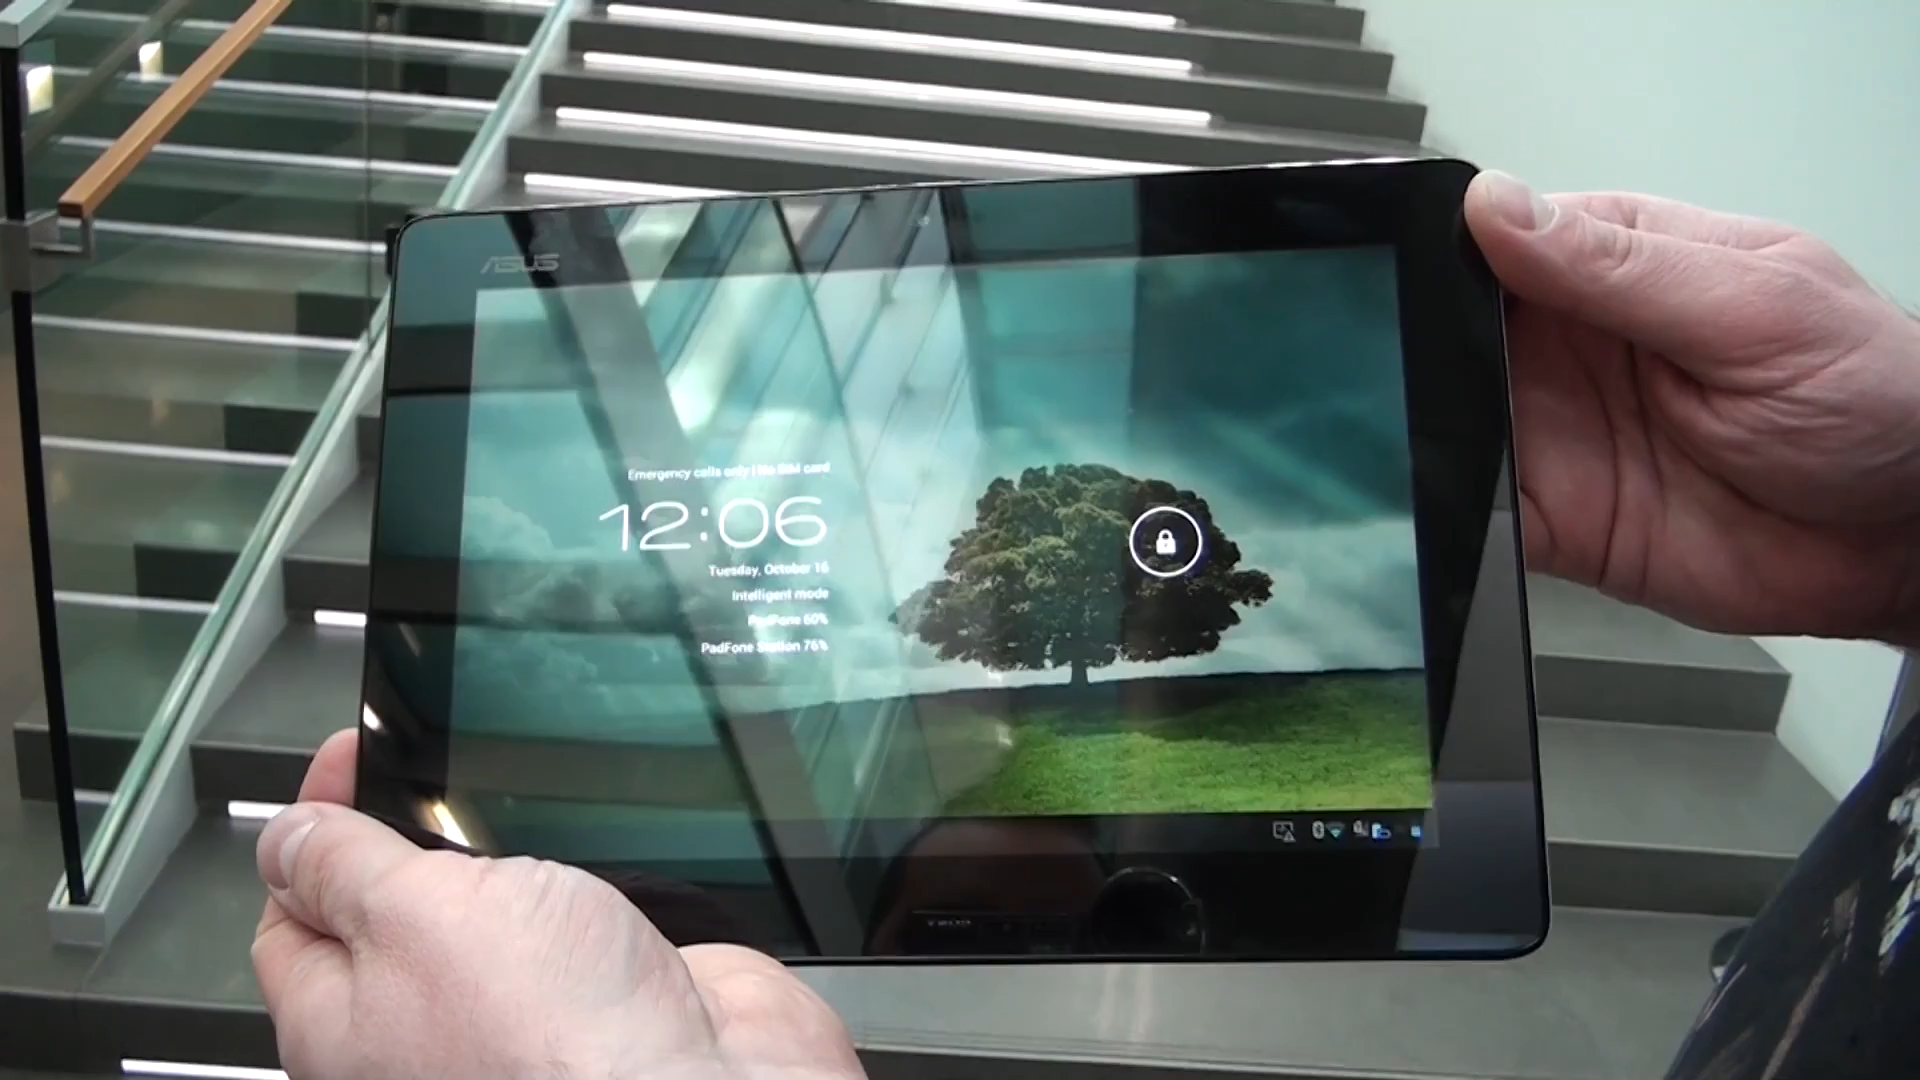 ASUS
Emergency calls only | No SIM card
12:06
Tuesday, October 16
Intelligent mode
PadFone 60%
PadFone Station 76%